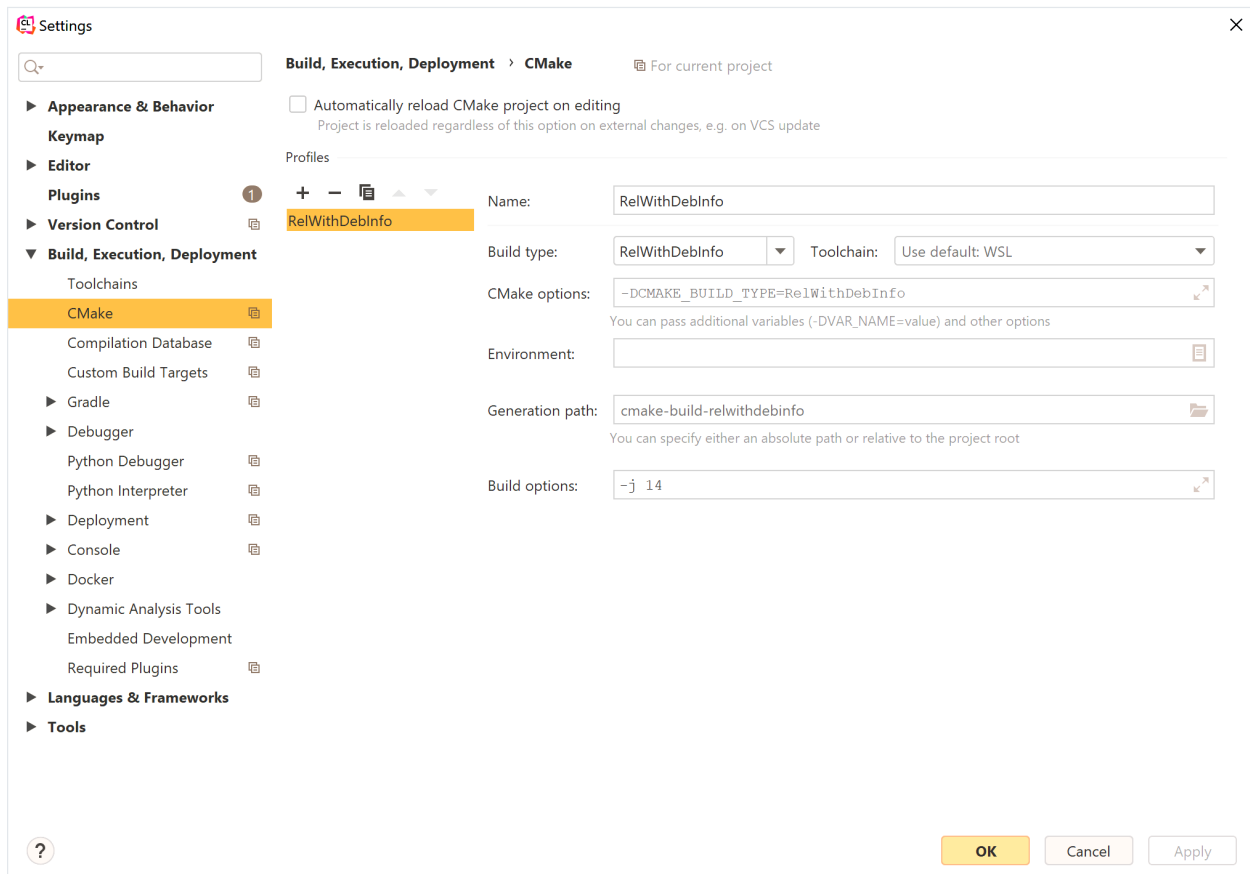 CL Settings
Build, Execution, Deployment › CMake For current project
Automatically reload CMake project on editing
Project is reloaded regardless of this option on external changes, e.g. on VCS update
Profiles
Appearance & Behavior
Keymap
Editor
Plugins 1
Version Control
Build, Execution, Deployment
Toolchains
CMake
Compilation Database
Custom Build Targets
Gradle
Debugger
Python Debugger
Python Interpreter
Deployment
Console
Docker
Dynamic Analysis Tools
Embedded Development
Required Plugins
Languages & Frameworks
Tools
RelWithDebInfo
Name: RelWithDebInfo
Build type: RelWithDebInfo Toolchain: Use default: WSL
CMake options: -DCMAKE_BUILD_TYPE=RelWithDebInfo
You can pass additional variables (-DVAR_NAME=value) and other options
Environment:
Generation path: cmake-build-relwithdebinfo
You can specify either an absolute path or relative to the project root
Build options: -j 14
? OK Cancel Apply